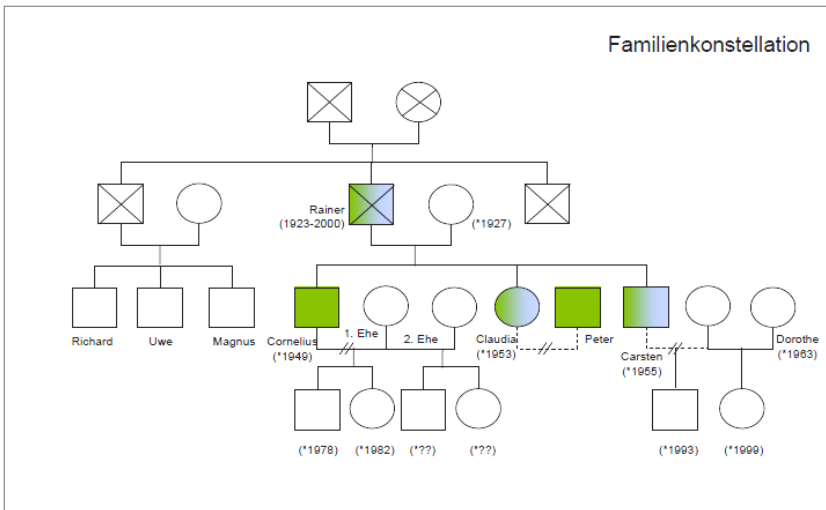 Familienkonstellation
Rainer
(1923-2000)
(*1927)
Richard
Uwe
Magnus
Cornelius
(*1949)
1. Ehe
2. Ehe
Claudia
(*1953)
Peter
Carsten
(*1955)
Dorothe
(*1963)
(*1978)
(*1982)
(*??)
(*??)
(*1993)
(*1999)